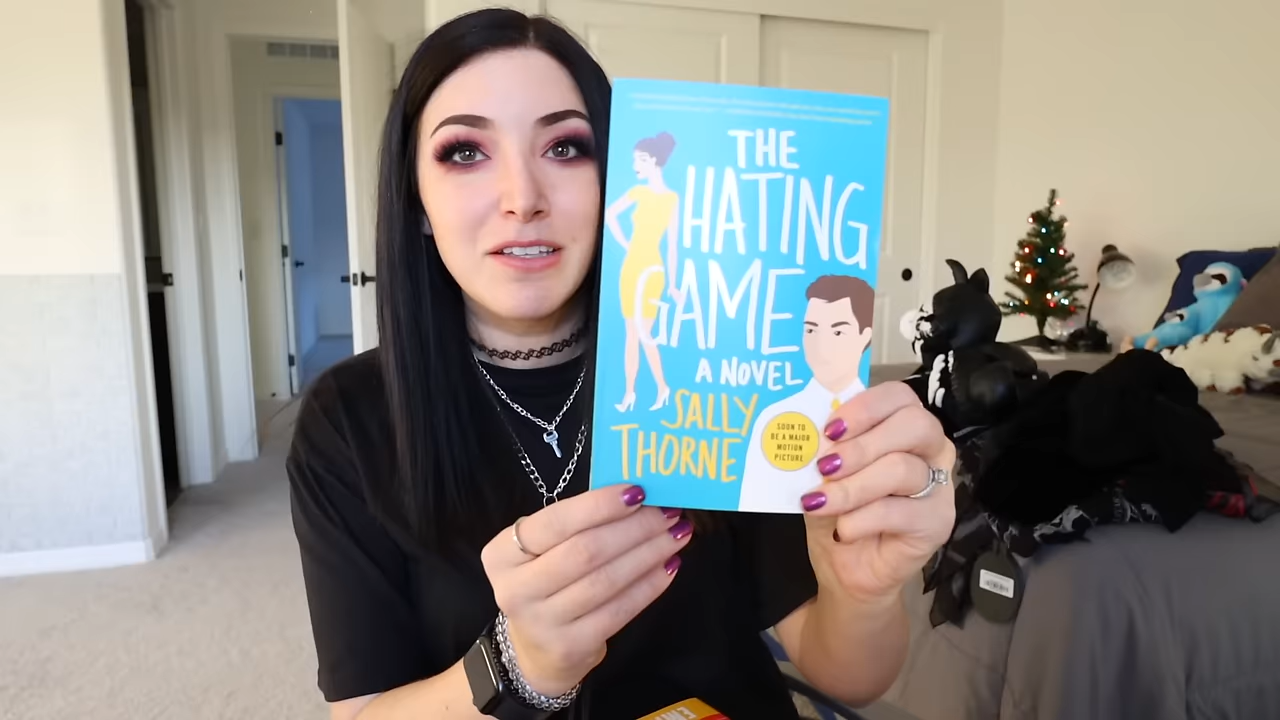 THE
HATING
GAME
A NOVEL
SALLY
THORNE
SOON TO
BE A MAJOR
MOTION
PICTURE